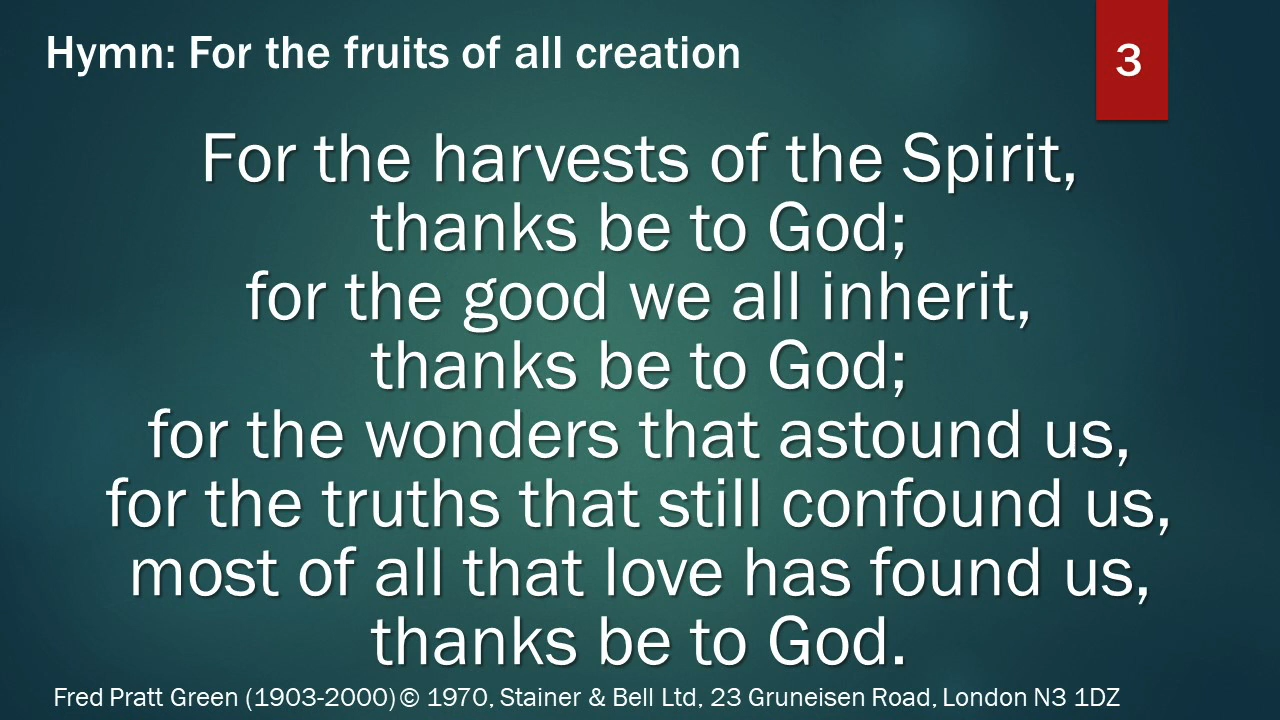 Hymn: For the fruits of all creation
3
For the harvests of the Spirit,
thanks be to God;
for the good we all inherit,
thanks be to God;
for the wonders that astound us,
for the truths that still confound us,
most of all that love has found us,
thanks be to God.
Fred Pratt Green (1903-2000)© 1970, Stainer & Bell Ltd, 23 Gruneisen Road, London N3 1DZ